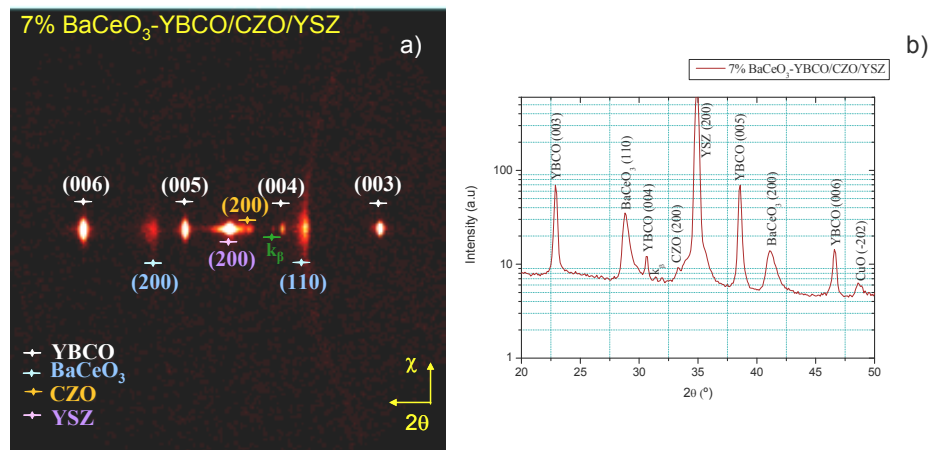 7% BaCeO₃-YBCO/CZO/YSZ
a)
(006)
(005)
(004)
(003)
(200)
kβ
(200)
(200)
(110)
YBCO
BaCeO₃
CZO
YSZ
χ
2θ
b)
7% BaCeO₃-YBCO/CZO/YSZ
Intensity (a.u)
100
10
1
YBCO (003)
BaCeO₃ (110)
YBCO (004)
kβ
CZO (200)
YSZ (200)
YBCO (005)
BaCeO₃ (200)
YBCO (006)
CuO (-202)
20 25 30 35 40 45 50
2θ (º)